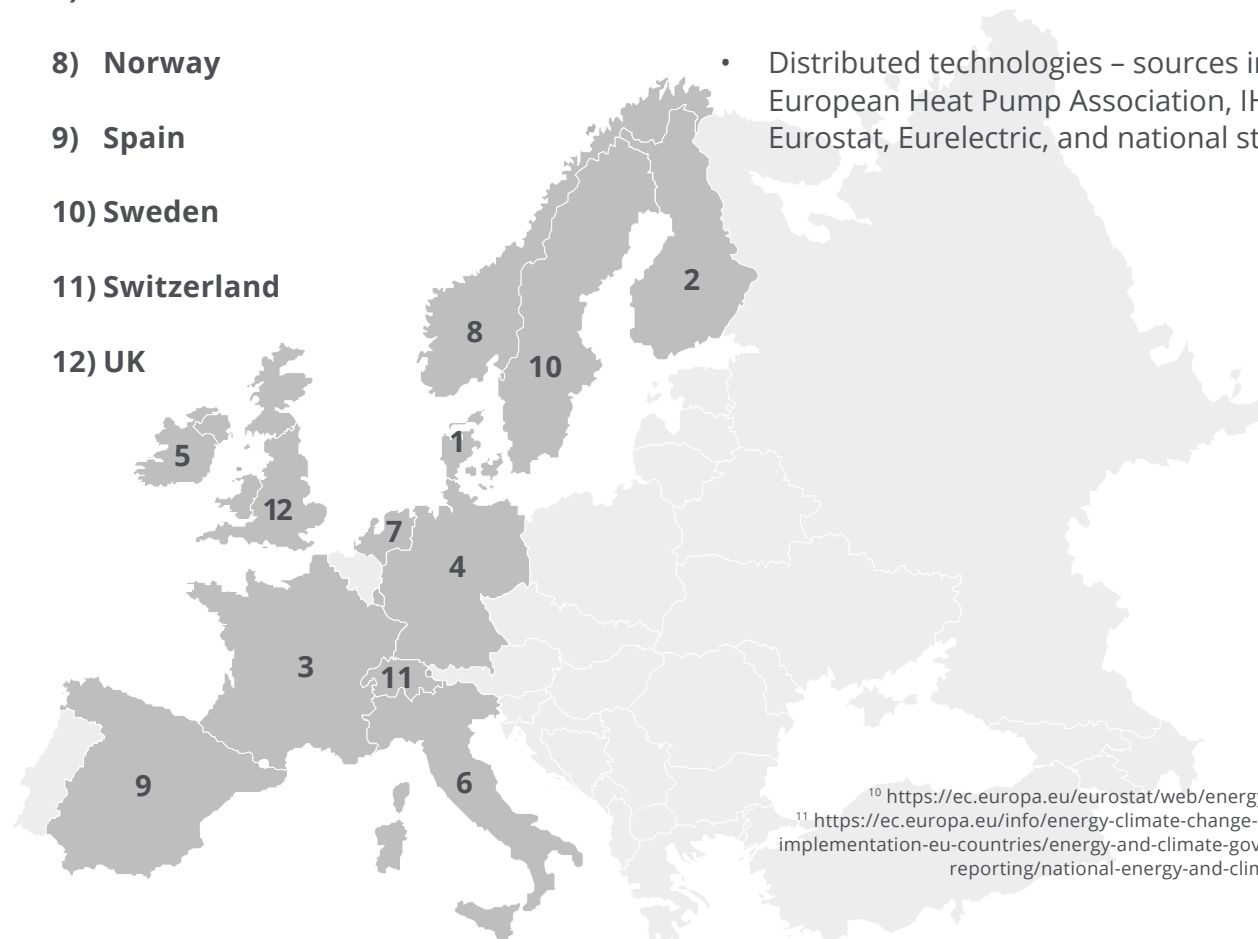 8) Norway
9) Spain
10) Sweden
11) Switzerland
12) UK
• Distributed technologies – sources i
European Heat Pump Association, I
Eurostat, Eurelectric, and national st
8
2
10
5
1
12
7
4
3
11
9
6
10 https://ec.europa.eu/eurostat/web/energy
11 https://ec.europa.eu/info/energy-climate-change-
implementation-eu-countries/energy-and-climate-gov
reporting/national-energy-and-clim